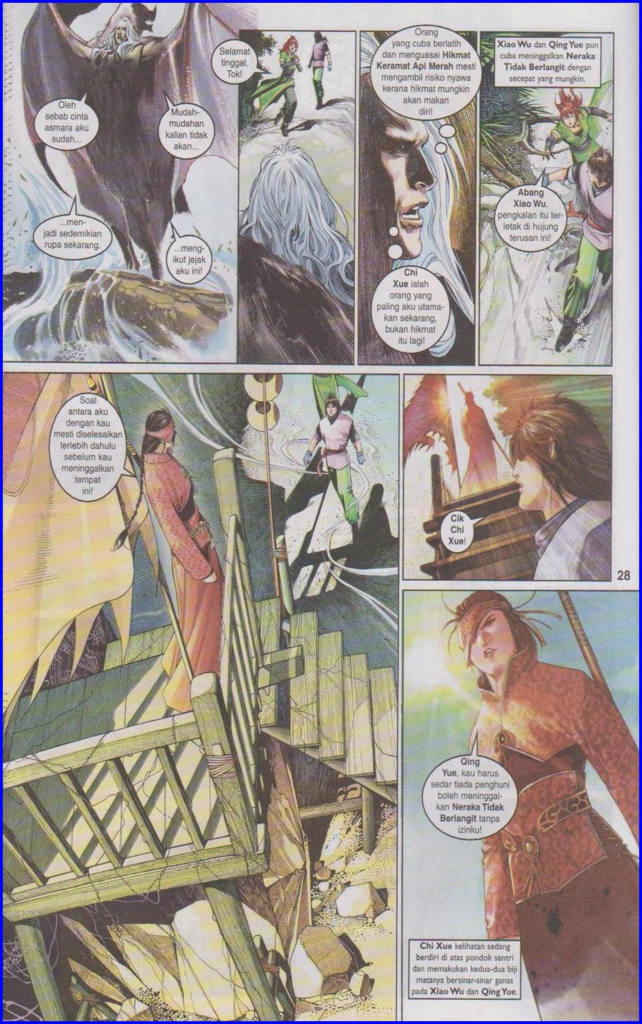 Oleh
sebab cinta
asmara aku
sudah...
Mudah-
mudahan
kalian tidak
akan...
...men-
jadi sedemikian
rupa sekarang.
...meng-
ikut jejak
aku ini!
Selamat
tinggal,
Tok!
Orang
yang cuba berlatih
dan menguasai Hikmat
Keramat Api Merah mesti
mengambil risiko nyawa
kerana hikmat mungkin
akan makan
diri!
Chi
Xue ialah
orang yang
paling aku utama-
kan sekarang,
bukan hikmat
itu lagi!
Xiao Wu dan Qing Yue pun
cuba meninggalkan Neraka
Tidak Berlangit dengan
secepat yang mungkin.
Abang
Xiao Wu,
pengkalan itu ter-
letak di hujung
terusan ini!
Soal
antara aku
dengan kau
mesti diselesaikan
terlebih dahulu
sebelum kau
meninggalkan
tempat
ini!
Cik
Chi
Xue!
28
Qing
Yue, kau harus
sedar tiada penghuni
boleh meninggal-
kan Neraka Tidak
Berlangit tanpa
izinku!
Chi Xue kelihatan sedang
berdiri di atas pondok sentri
dan memakukan kedua-dua biji
matanya bersinar-sinar ganas
pada Xiao Wu dan Qing Yue.